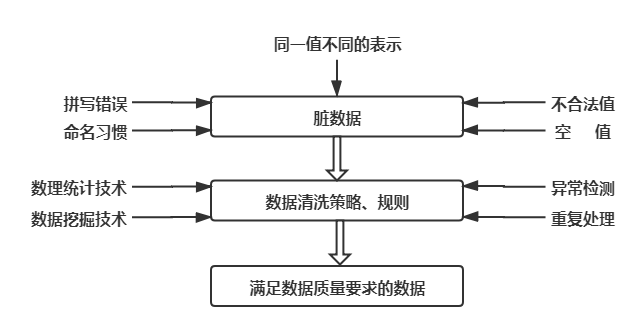 同一值不同的表示
拼写错误
不合法值
脏数据
命名习惯
空 值
数理统计技术
异常检测
数据清洗策略、规则
数据挖掘技术
重复处理
满足数据质量要求的数据